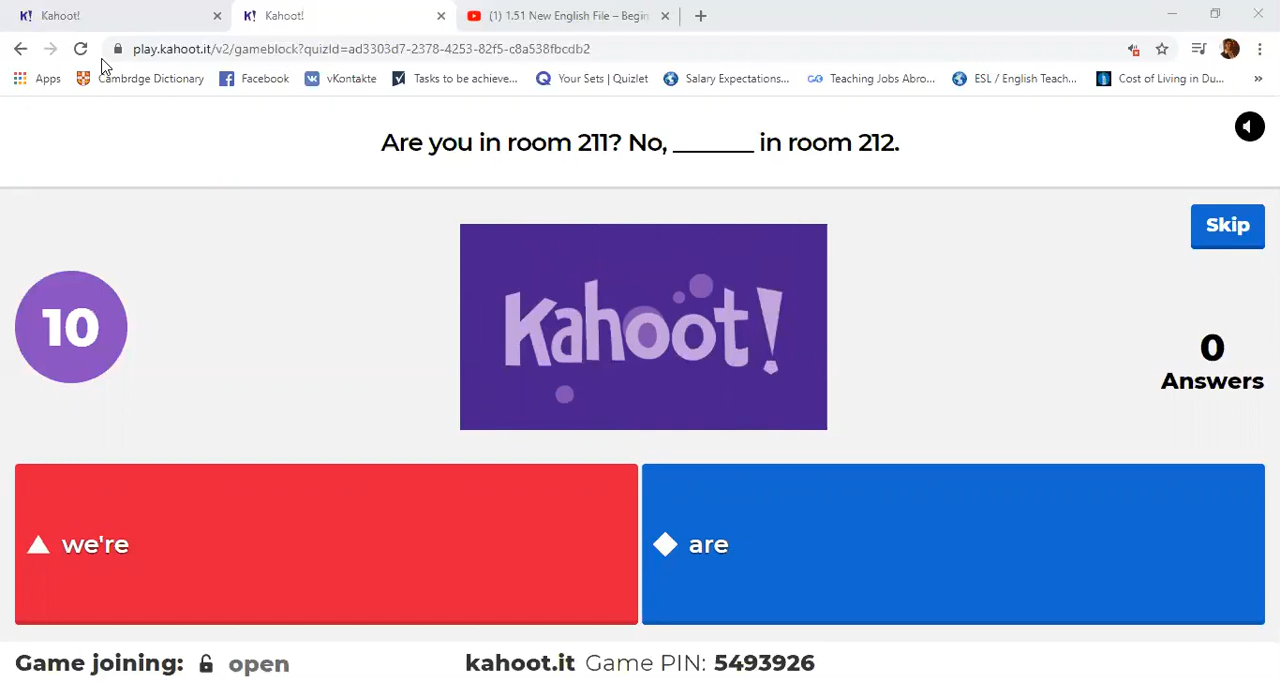 Kahoot!
Kahoot!
(1) 1.51 New English File – Begin
play.kahoot.it/v2/gameblock?quizId=ad3303d7-2378-4253-82f5-c8a538fbcdb2
Apps Cambrdge Dictionary Facebook vKontakte Tasks to be achieve... Your Sets | Quizlet Salary Expectations... Teaching Jobs Abro... ESL / English Teach... Cost of Living in Du...
Are you in room 211? No, _______ in room 212.
Skip
10
Kahoot!
0
Answers
we're
are
Game joining: open kahoot.it Game PIN: 5493926